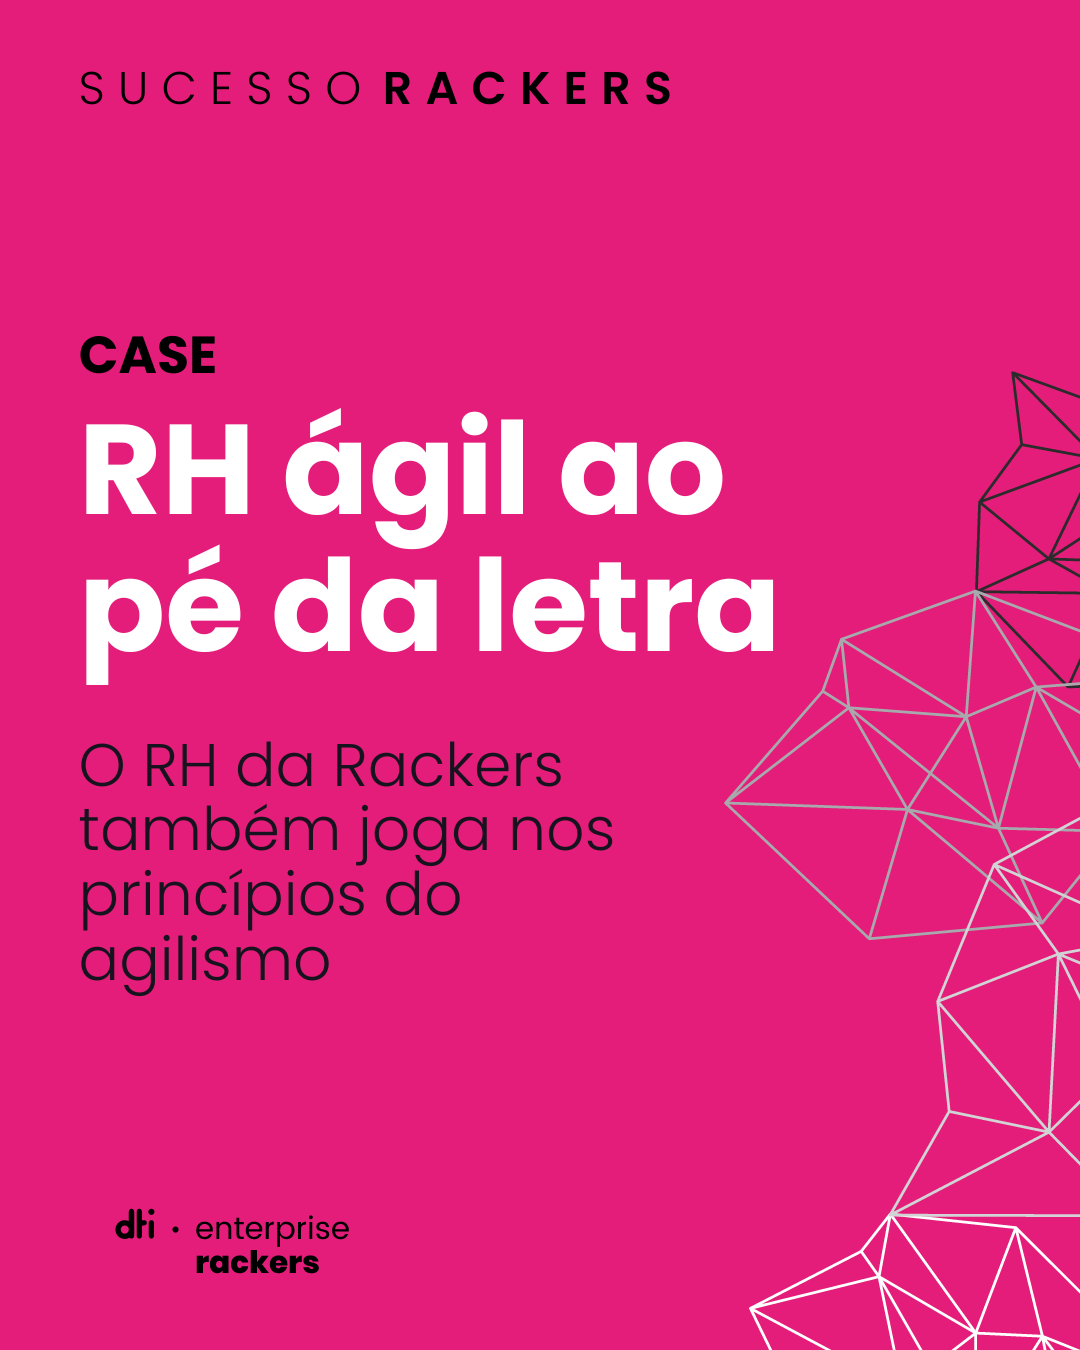 SUCESSO RACKERS
CASE
RH ágil ao
pé da letra
O RH da Rackers
também joga nos
princípios do
agilismo
dti · enterprise
rackers